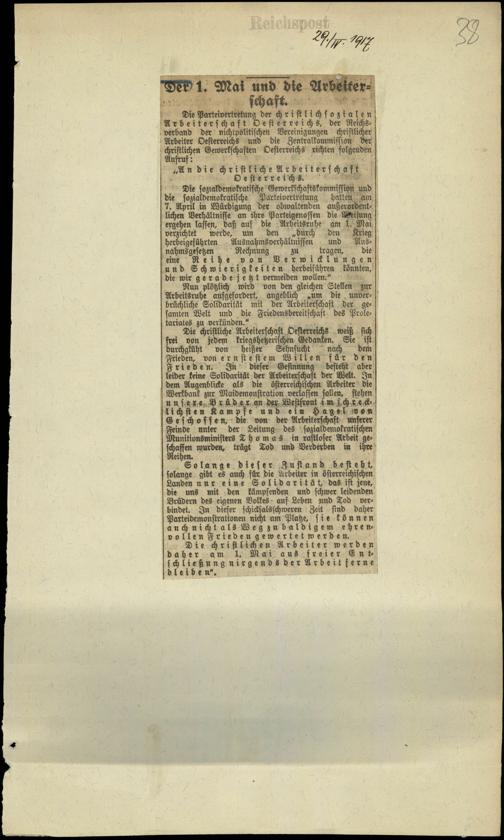 Reichspost
29./IV. 1917
38
Der 1. Mai und die Arbeiter-
schaft.
Die Parteivertretung der christlichsozialen
Arbeiterschaft Oesterreichs, der Reichs-
verband der nichtpolitischen Vereinigungen christlicher
Arbeiter Oesterreichs und die Zentralkommission der
christlichen Gewerkschaften Oesterreichs richten folgenden
Aufruf:
„An die christliche Arbeiterschaft
Oesterreichs.
Die sozialdemokratische Gewerkschaftskommission und
die sozialdemokratische Parteivertretung hatten am
7. April in Würdigung der obwaltenden außerordent-
lichen Verhältnisse an ihre Parteigenossen die Weisung
ergehen lassen, daß auf die Arbeitsruhe am 1. Mai
verzichtet werde, um den „durch den Krieg
herbeigeführten Ausnahmsverhältnissen und Aus-
nahmsgesetzen Rechnung zu tragen, die
eine Reihe von Verwicklungen
und Schwierigkeiten herbeiführen könnten,
die wir gerade jetzt vermeiden wollen.“
Nun plötzlich wird von den gleichen Stellen zur
Arbeitsruhe aufgefordert, angeblich „um die unver-
brüchliche Solidarität mit der Arbeiterschaft der ge-
samten Welt und die Friedensbereitschaft des Prole-
tariates zu verkünden.“
Die christliche Arbeiterschaft Oesterreichs weiß sich
frei von jedem kriegshetzerischen Gedanken. Sie ist
durchglüht von heißer Sehnsucht nach dem
Frieden, von ernstestem Willen für den
Frieden. In dieser Gesinnung besteht aber
leider keine Solidarität der Arbeiterschaft der Welt. In
dem Augenblicke als die österreichischen Arbeiter die
Werkbank zur Maidemonstration verlassen sollen, stehen
unsere Brüder an der Westfront im schreck-
lichsten Kampfe und ein Hagel von
Geschossen, die von der Arbeiterschaft unserer
Feinde unter der Leitung des sozialdemokratischen
Munitionsministers Thomas in rastloser Arbeit ge-
schaffen wurden, trägt Tod und Verderben in ihre
Reihen.
Solange dieser Zustand besteht,
solange gibt es auch für die Arbeiter in österreichischen
Landen nur eine Solidarität, das ist jene,
die uns mit den kämpfenden und schwer leidenden
Brüdern des eigenen Volkes auf Leben und Tod ver-
bindet. In dieser schicksalsschweren Zeit sind daher
Parteidemonstrationen nicht am Platze, sie können
auch nicht als Weg zu baldigem ehren-
vollen Frieden gewertet werden.
Die christlichen Arbeiter werden
daher am 1. Mai aus freier Ent-
schließung nirgends der Arbeit ferne
bleiben“.